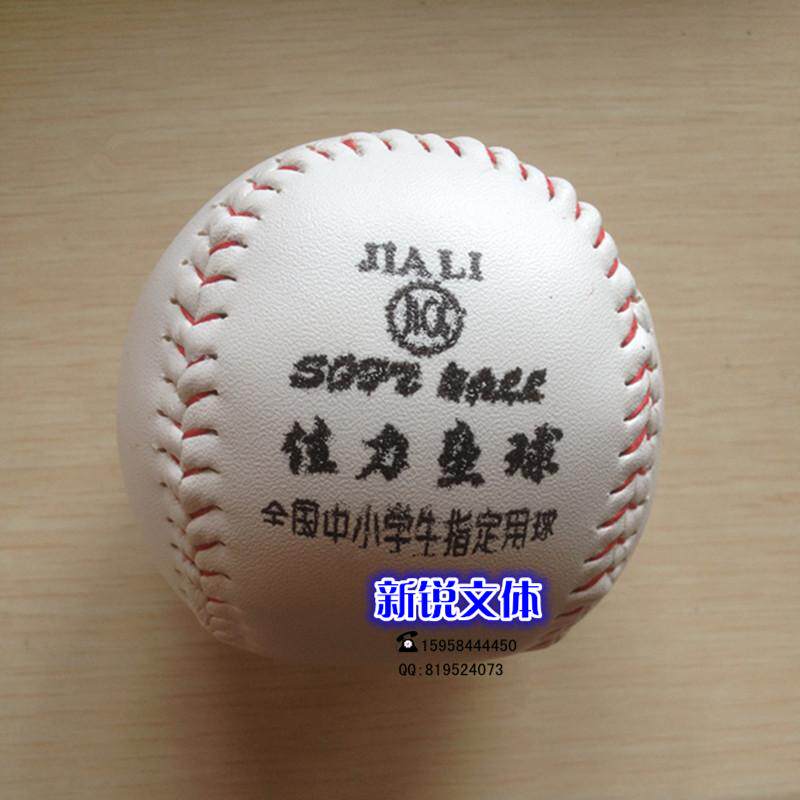 JIALI
SOFT BALL
佳力垒球
全国中小学生指定用球
新锐文体
☎15958444450
QQ:819524073